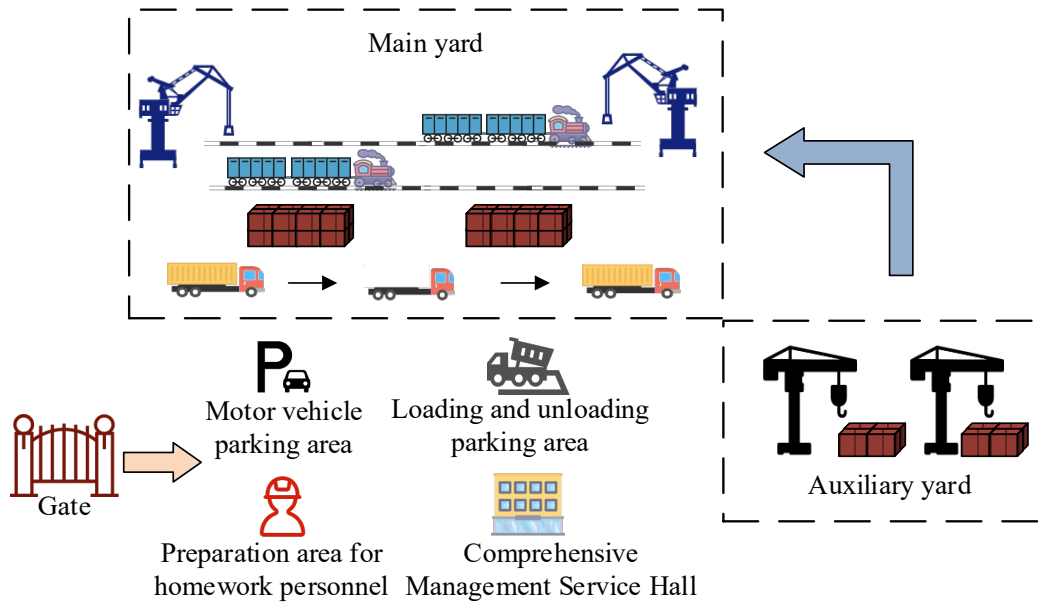 Main yard
Motor vehicle
parking area
Loading and unloading
parking area
Gate
Auxiliary yard
Preparation area for
homework personnel
Comprehensive
Management Service Hall